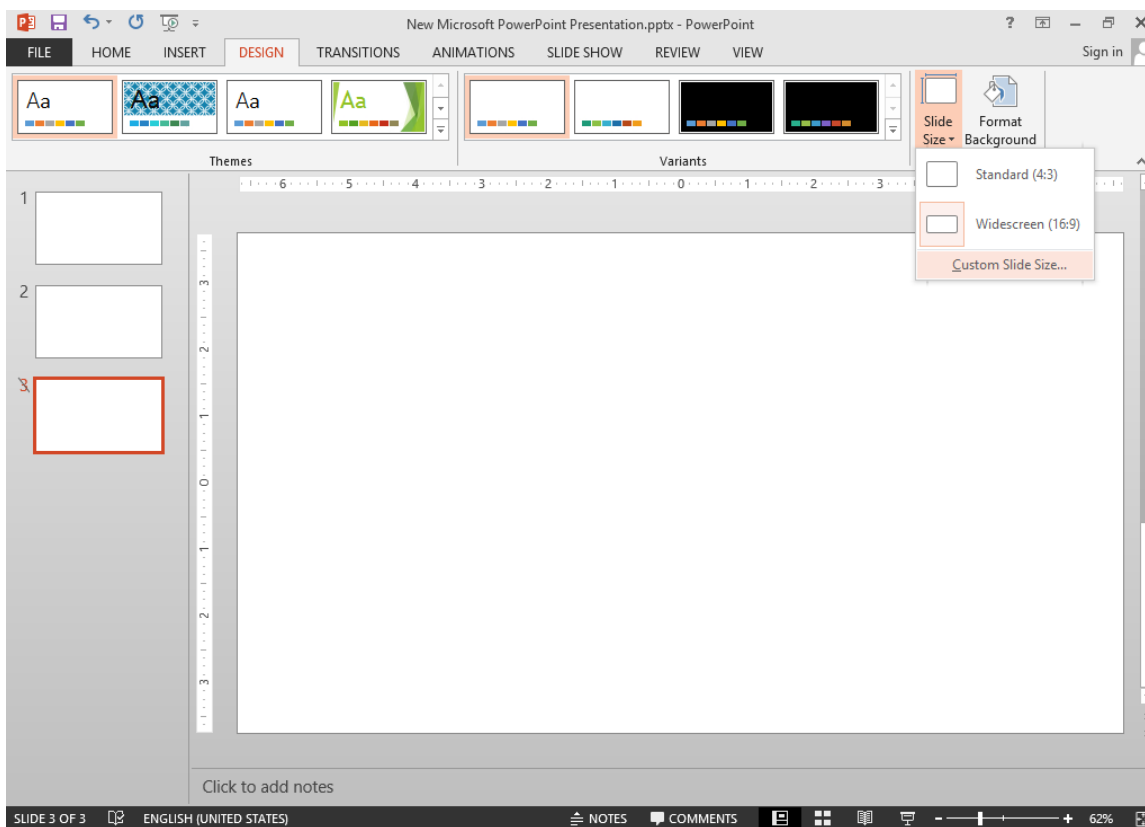 New Microsoft PowerPoint Presentation.pptx - PowerPoint
?
FILE HOME INSERT DESIGN TRANSITIONS ANIMATIONS SLIDE SHOW REVIEW VIEW Sign in
Aa Aa Aa Aa
Slide Size
Format Background
Themes
Variants
Standard (4:3)
Widescreen (16:9)
Custom Slide Size...
6 5 4 3 2 1 0 1 2 3
1
2
3
3
2
1
0
1
2
3
Click to add notes
SLIDE 3 OF 3 ENGLISH (UNITED STATES) NOTES COMMENTS - + 62%